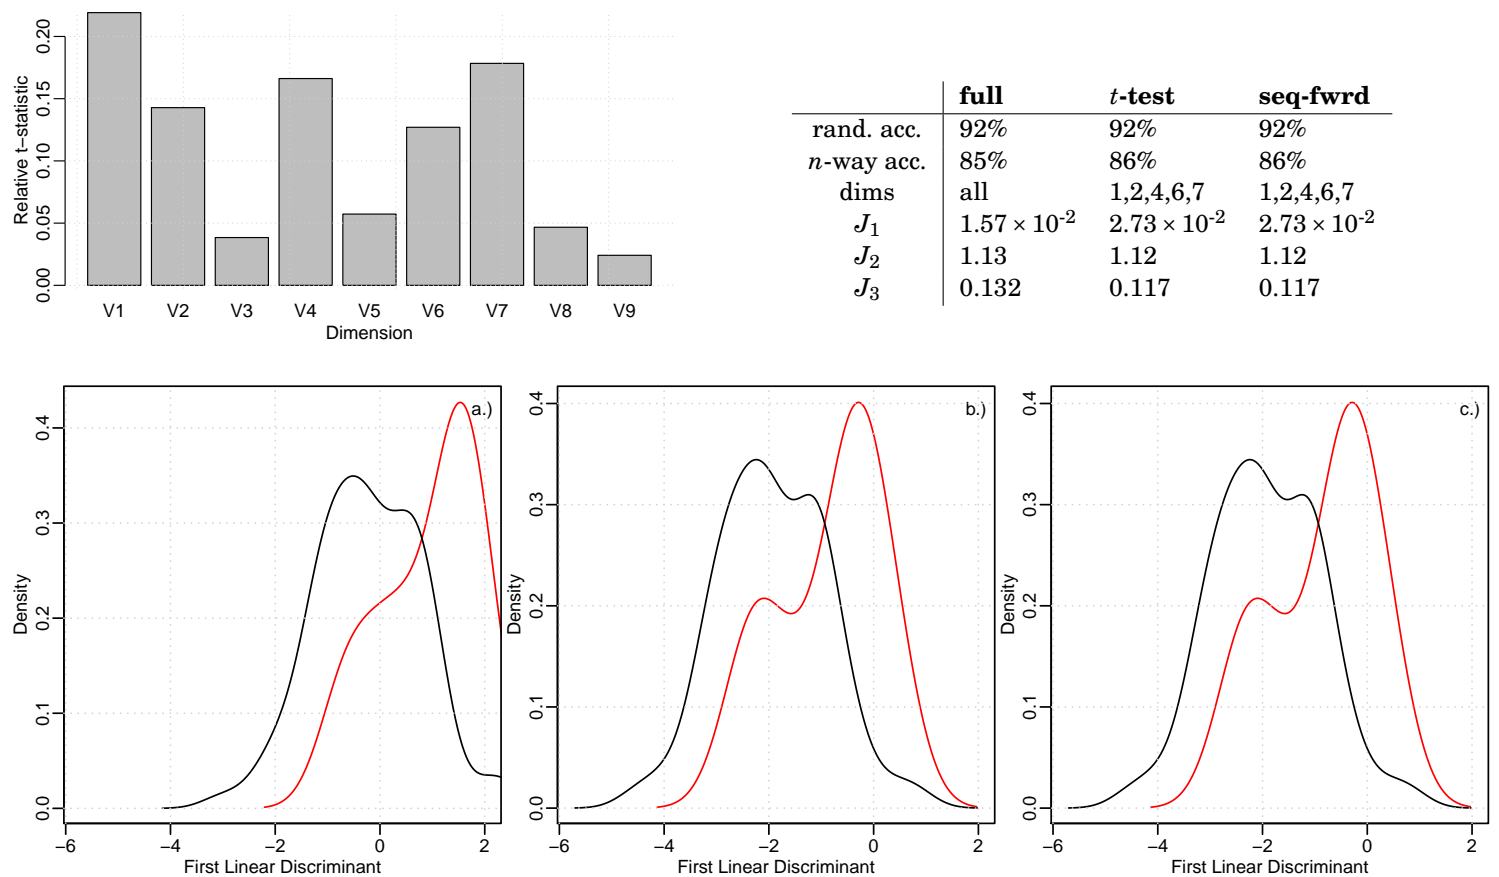 Relative t−statistic
0.20
0.15
0.10
0.05
0.00
V1 V2 V3 V4 V5 V6 V7 V8 V9
Dimension
full t-test seq-fwrd
rand. acc. 92% 92% 92%
n-way acc. 85% 86% 86%
dims all 1,2,4,6,7 1,2,4,6,7
J₁ 1.57 × 10⁻² 2.73 × 10⁻² 2.73 × 10⁻²
J₂ 1.13 1.12 1.12
J₃ 0.132 0.117 0.117
a.)
Density
0.4
0.3
0.2
0.1
0.0
−6 −4 −2 0 2
First Linear Discriminant
b.)
Density
0.4
0.3
0.2
0.1
0.0
−6 −4 −2 0 2
First Linear Discriminant
c.)
Density
0.4
0.3
0.2
0.1
0.0
−6 −4 −2 0 2
First Linear Discriminant